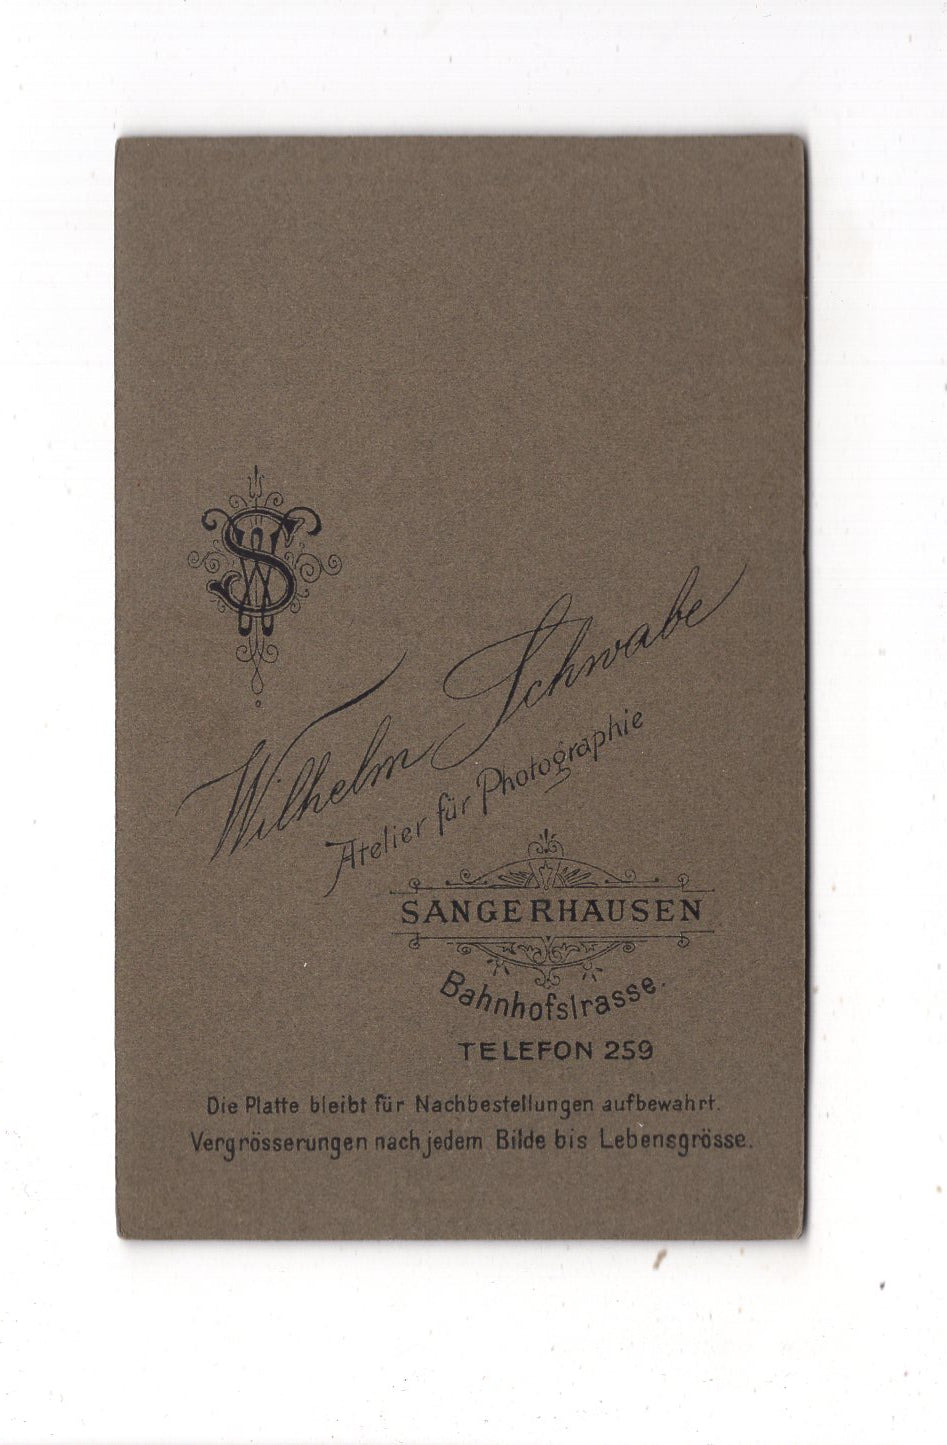 WS
Wilhelm Schwabe
Atelier für Photographie
SANGERHAUSEN
Bahnhofstrasse.
TELEFON 259
Die Platte bleibt für Nachbestellungen aufbewahrt.
Vergrösserungen nach jedem Bilde bis Lebensgrösse.